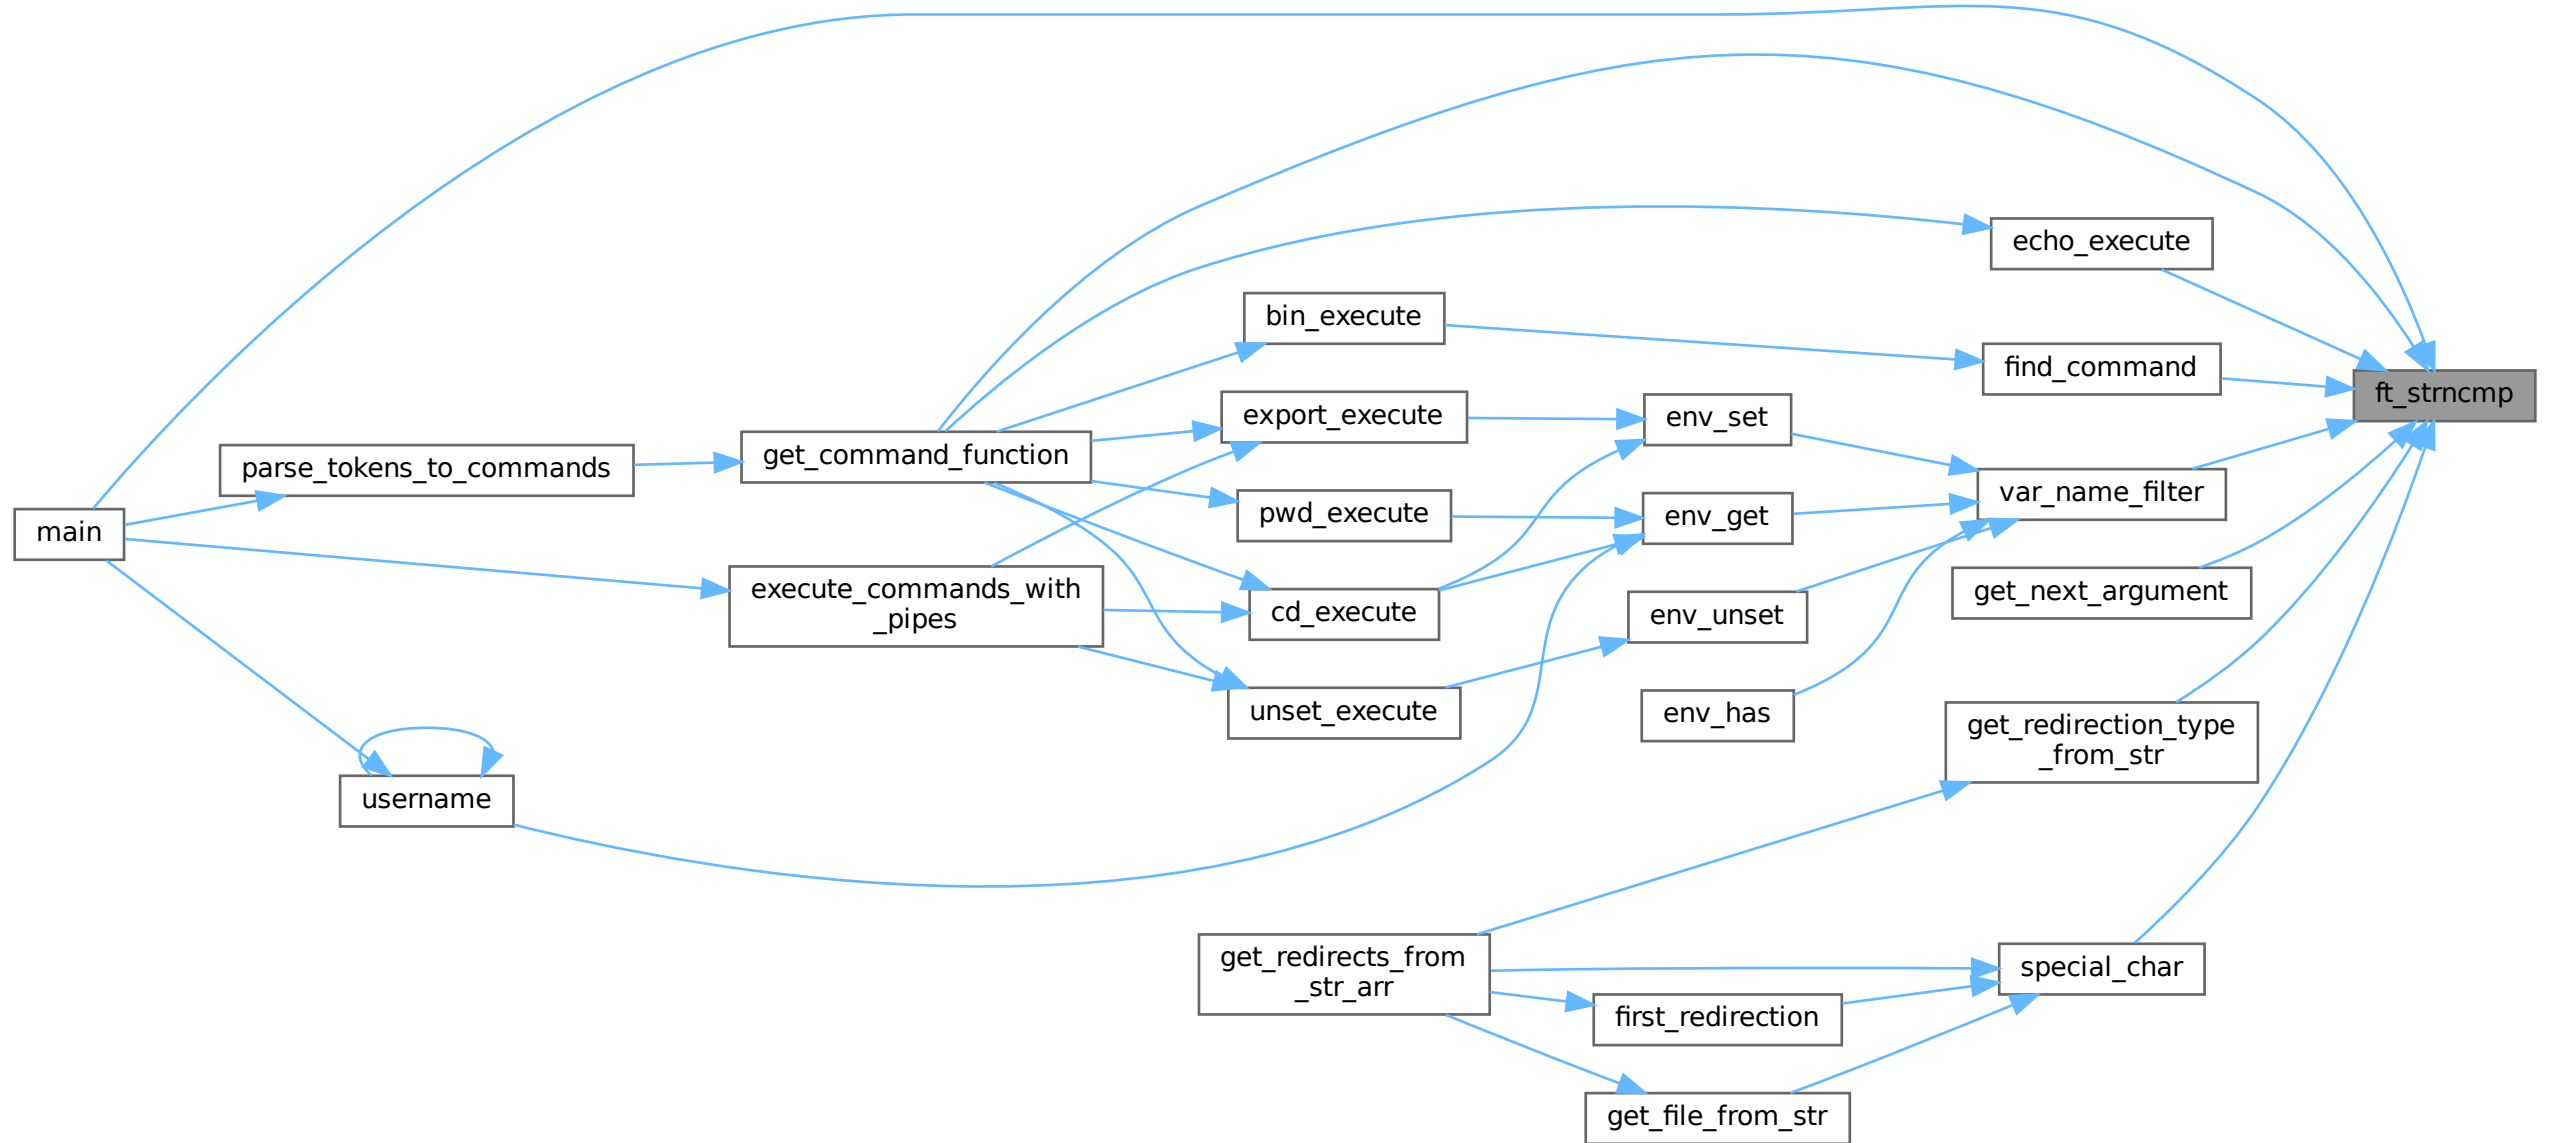 echo_execute
bin_execute
find_command
ft_strncmp
export_execute
env_set
get_command_function
parse_tokens_to_commands
var_name_filter
pwd_execute
env_get
main
execute_commands_with
_pipes
get_next_argument
cd_execute
env_unset
unset_execute
env_has
get_redirection_type
_from_str
username
get_redirects_from
_str_arr
special_char
first_redirection
get_file_from_str